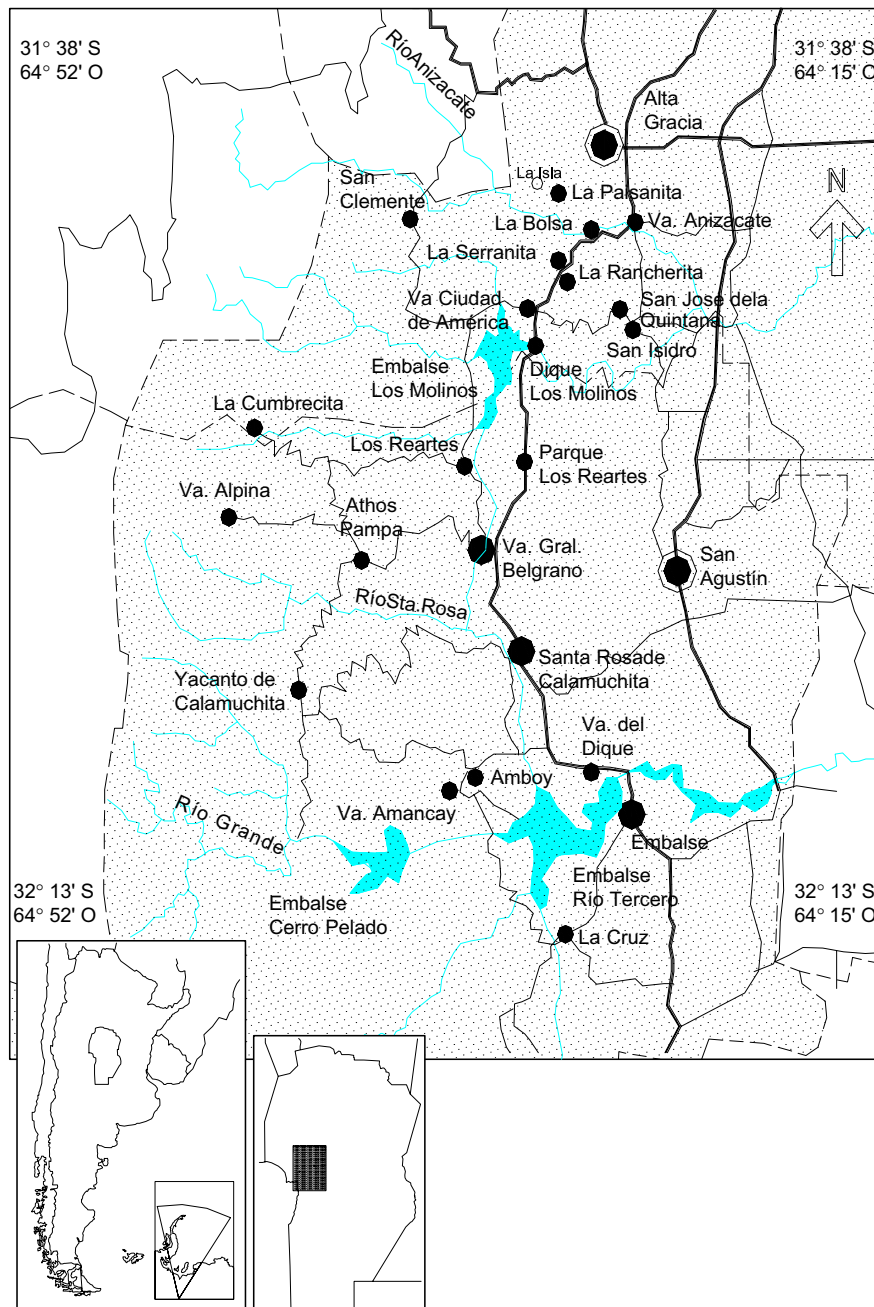 31° 38' S
64° 52' O
RíoAnizacate
31° 38' S
64° 15' O
Alta
Gracia
N
La Isla
San
Clemente
La Paisanita
La Bolsa
Va. Anizacate
La Serranita
La Rancherita
Va Ciudad
de América
San José dela
Quintana
San Isidro
Embalse
Los Molinos
Dique
Los Molinos
La Cumbrecita
Los Reartes
Parque
Los Reartes
Va. Alpina
Athos
Pampa
Va. Gral.
Belgrano
San
Agustín
RíoSta.Rosa
Santa Rosade
Calamuchita
Yacanto de
Calamuchita
Va. del
Dique
Amboy
Va. Amancay
Río Grande
Embalse
Embalse
Río Tercero
Embalse
Cerro Pelado
32° 13' S
64° 52' O
32° 13' S
64° 15' O
La Cruz